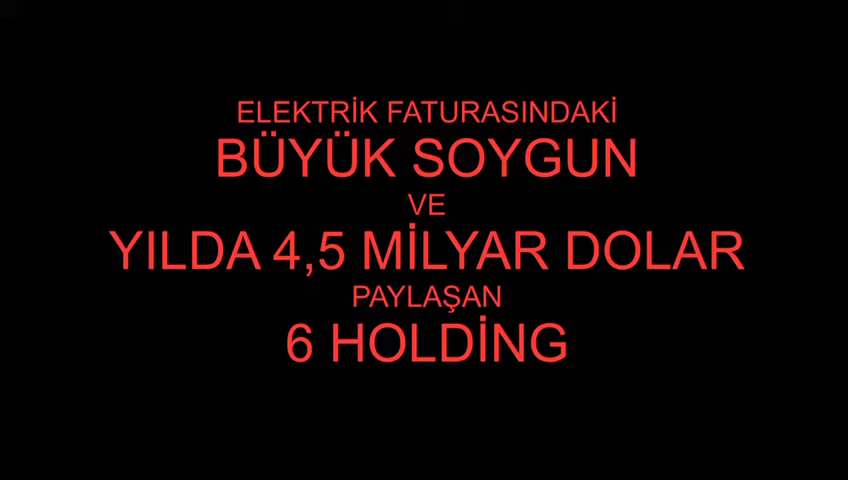 ELEKTRİK FATURASINDAKİ
BÜYÜK SOYGUN
VE
YILDA 4,5 MİLYAR DOLAR
PAYLAŞAN
6 HOLDİNG